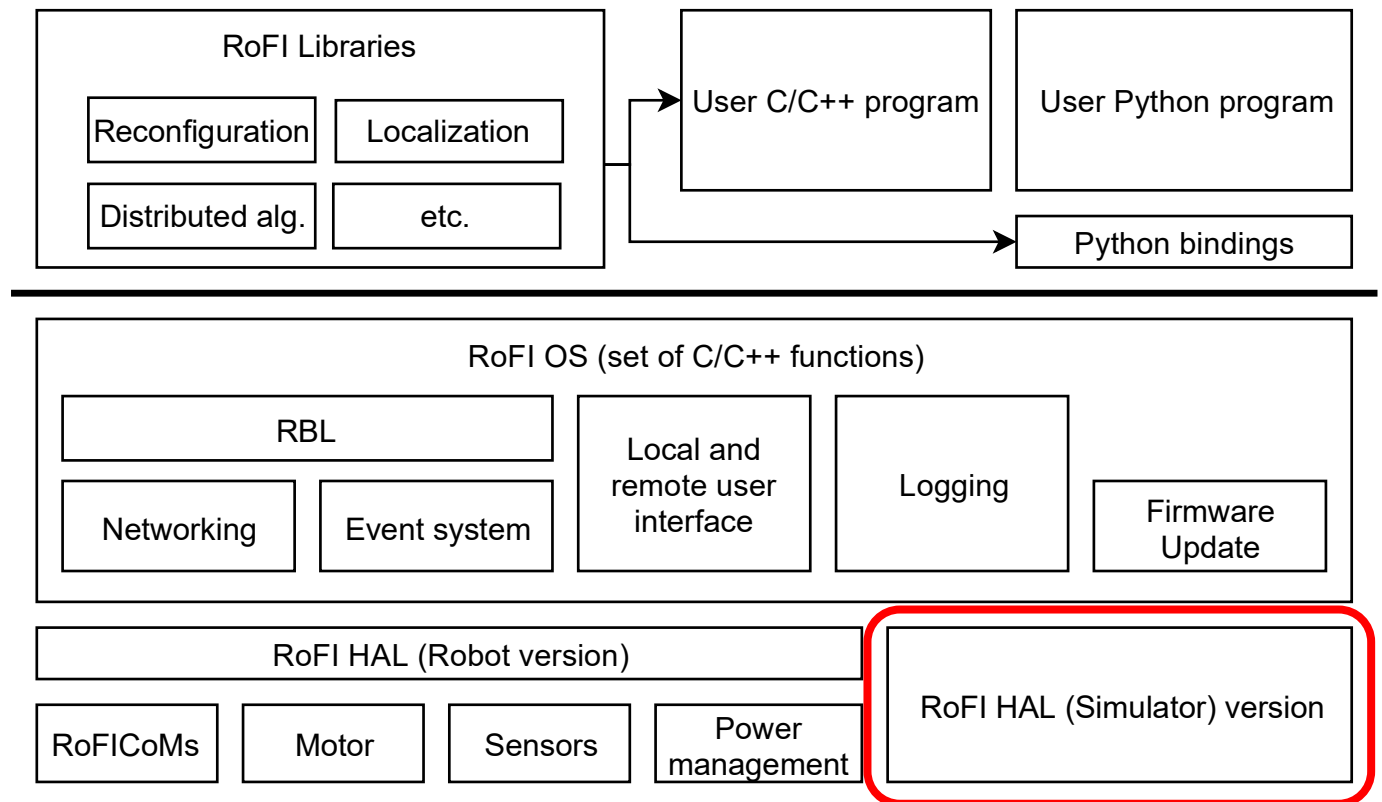 RoFI Libraries
Reconfiguration
Localization
Distributed alg.
etc.
User C/C++ program
User Python program
Python bindings
RoFI OS (set of C/C++ functions)
RBL
Networking
Event system
Local and
remote user
interface
Logging
Firmware
Update
RoFI HAL (Robot version)
RoFICoMs
Motor
Sensors
Power
management
RoFI HAL (Simulator) version